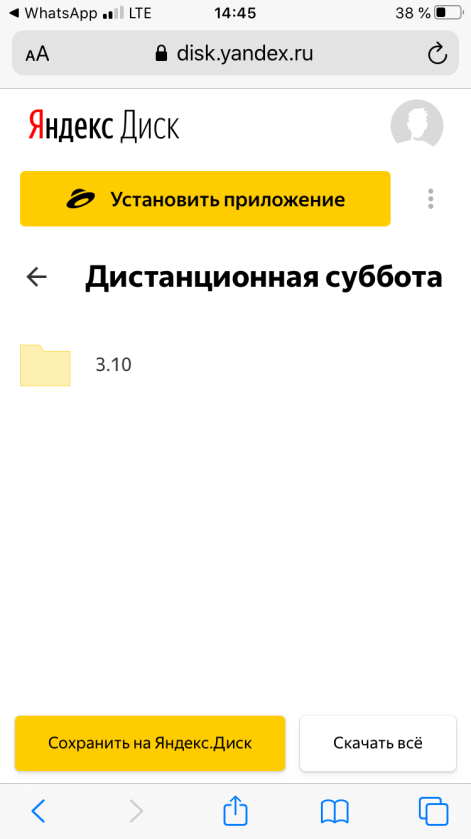 WhatsApp LTE 14:45 38 %
AA disk.yandex.ru
Яндекс Диск
Установить приложение
Дистанционная суббота
3.10
Сохранить на Яндекс.Диск Скачать всё